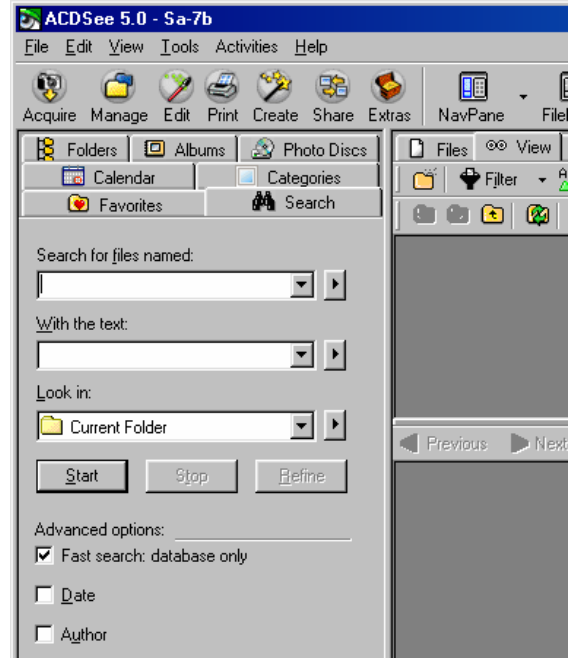 ACDSee 5.0 - Sa-7b
File Edit View Tools Activities Help
Acquire Manage Edit Print Create Share Extras NavPane
Folders Albums Photo Discs Files View
Calendar Categories Filter
Favorites Search
Search for files named:
With the text:
Look in:
Current Folder
Previous Next
Start Stop Refine
Advanced options:
Fast search: database only
Date
Author